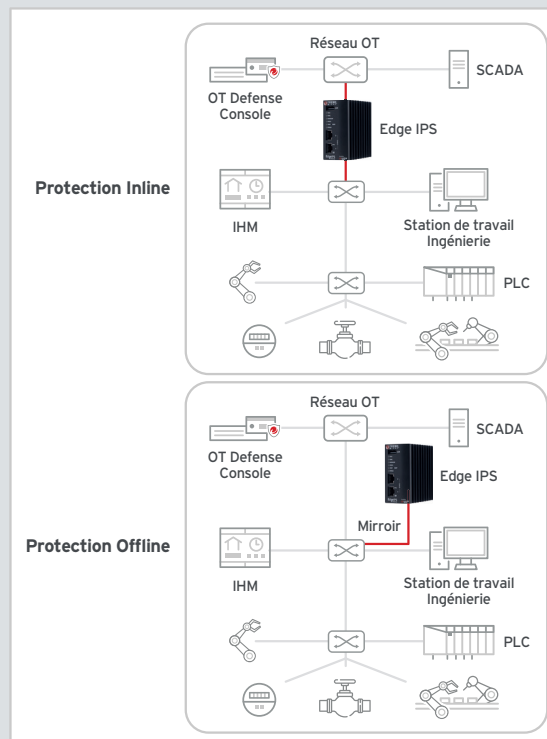 Réseau OT
OT Defense
Console
SCADA
Edge IPS
Protection Inline
IHM
Station de travail
Ingénierie
PLC
Réseau OT
OT Defense
Console
SCADA
Edge IPS
Mirroir
Protection Offline
IHM
Station de travail
Ingénierie
PLC